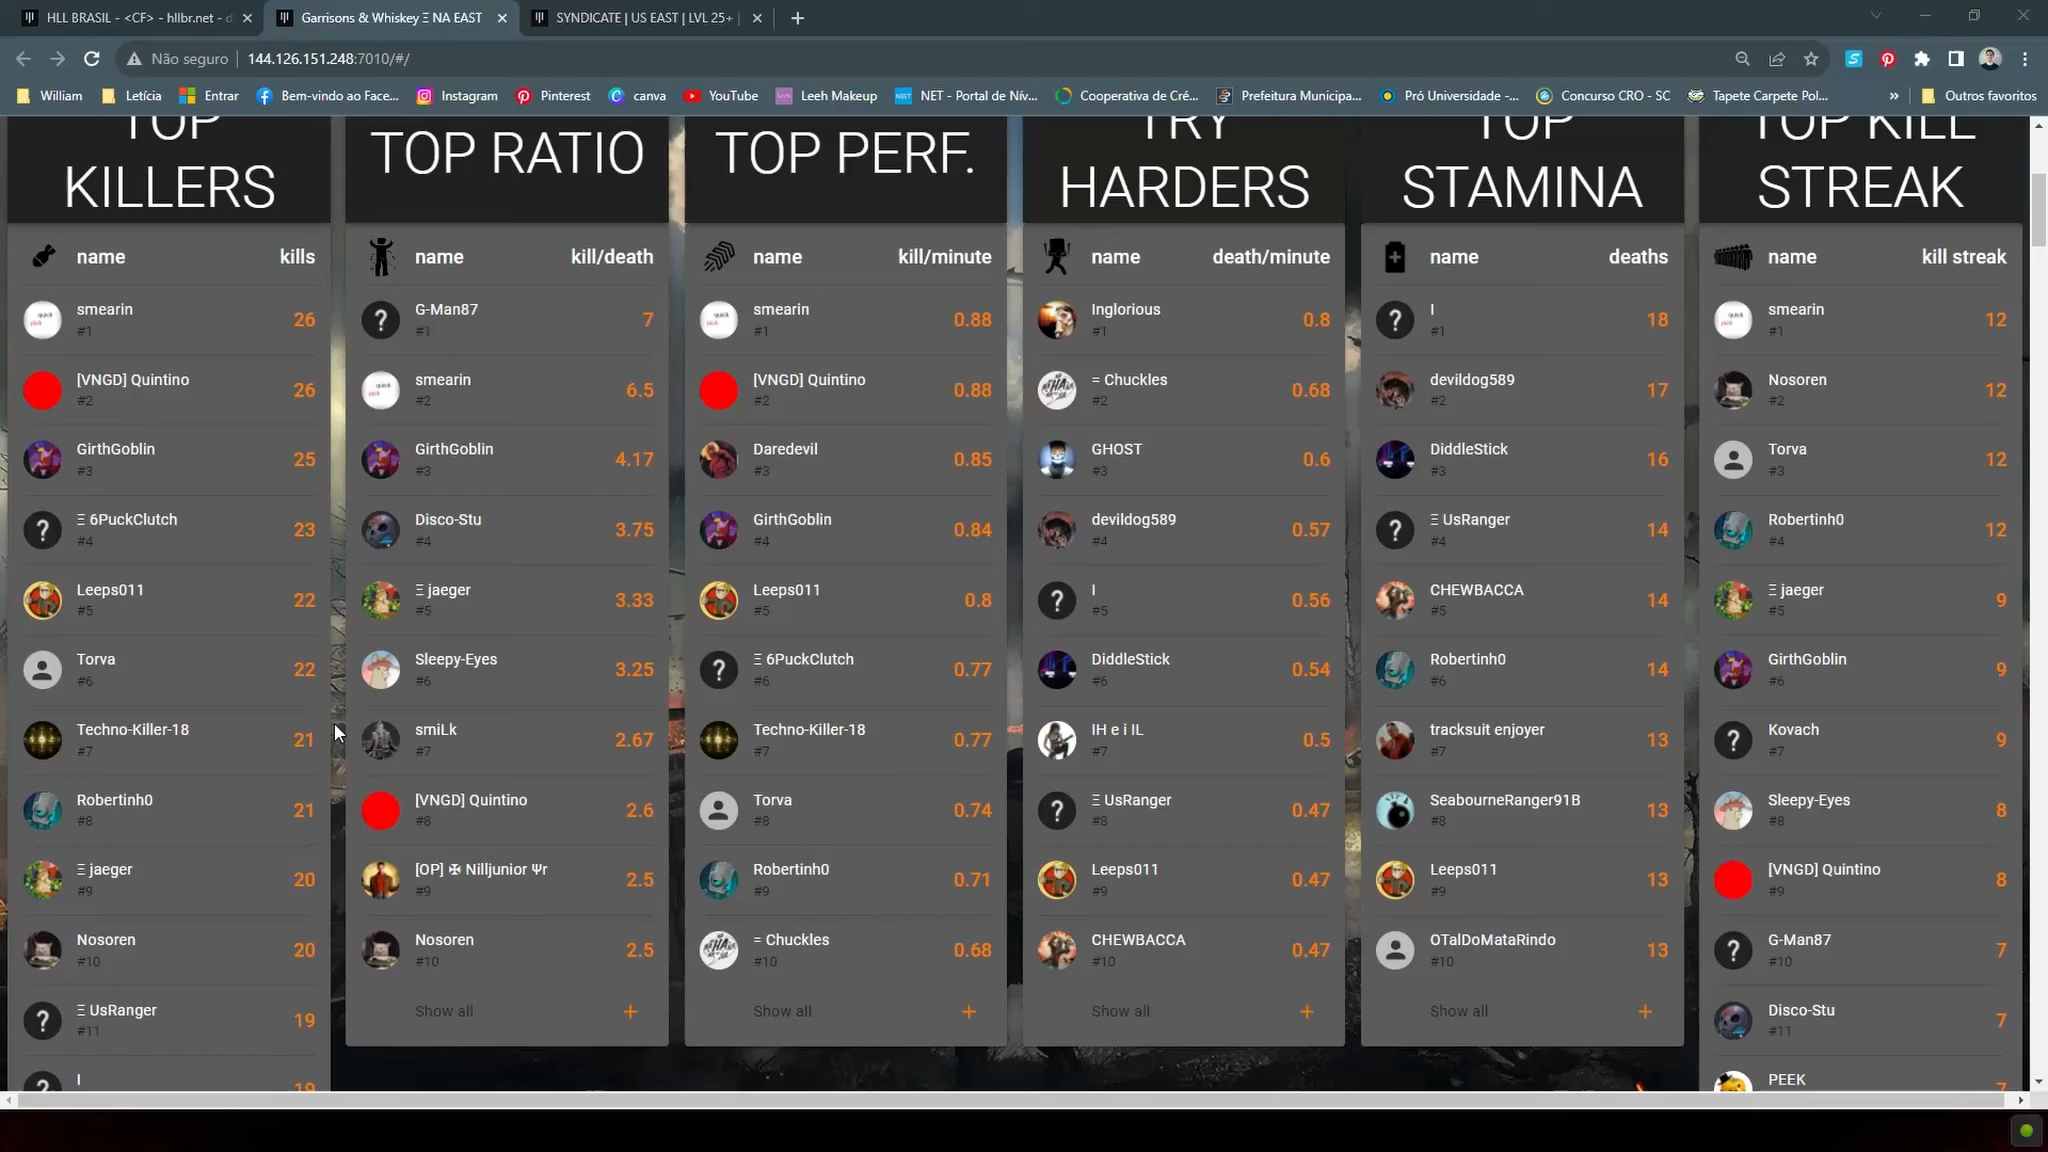 HLL BRASIL - <CF> - hllbr.net - d
Garrisons & Whiskey Ξ NA EAST
SYNDICATE | US EAST | LVL 25+ |
Não seguro
144.126.151.248:7010/#/
William
Letícia
Entrar
Bem-vindo ao Face...
Instagram
Pinterest
canva
YouTube
Leeh Makeup
NET - Portal de Nív...
Cooperativa de Cré...
Prefeitura Municipa...
Pró Universidade -...
Concurso CRO - SC
Tapete Carpete Pol...
»
Outros favoritos
TOP
KILLERS
name kills
smearin 26
#1
[VNGD] Quintino 26
#2
GirthGoblin 25
#3
Ξ 6PuckClutch 23
#4
Leeps011 22
#5
Torva 22
#6
Techno-Killer-18 21
#7
Robertinh0 21
#8
Ξ jaeger 20
#9
Nosoren 20
#10
Ξ UsRanger 19
#11
I 19
TOP RATIO
name kill/death
G-Man87 7
#1
smearin 6.5
#2
GirthGoblin 4.17
#3
Disco-Stu 3.75
#4
Ξ jaeger 3.33
#5
Sleepy-Eyes 3.25
#6
smiLk 2.67
#7
[VNGD] Quintino 2.6
#8
[OP] ✠ Nilljunior Ψr 2.5
#9
Nosoren 2.5
#10
Show all +
TOP PERF.
name kill/minute
smearin 0.88
#1
[VNGD] Quintino 0.88
#2
Daredevil 0.85
#3
GirthGoblin 0.84
#4
Leeps011 0.8
#5
Ξ 6PuckClutch 0.77
#6
Techno-Killer-18 0.77
#7
Torva 0.74
#8
Robertinh0 0.71
#9
= Chuckles 0.68
#10
Show all +
TRY
HARDERS
name death/minute
Inglorious 0.8
#1
= Chuckles 0.68
#2
GHOST 0.6
#3
devildog589 0.57
#4
I 0.56
#5
DiddleStick 0.54
#6
IH e i IL 0.5
#7
Ξ UsRanger 0.47
#8
Leeps011 0.47
#9
CHEWBACCA 0.47
#10
Show all +
TOP
STAMINA
name deaths
I 18
#1
devildog589 17
#2
DiddleStick 16
#3
Ξ UsRanger 14
#4
CHEWBACCA 14
#5
Robertinh0 14
#6
tracksuit enjoyer 13
#7
SeabourneRanger91B 13
#8
Leeps011 13
#9
OTalDoMataRindo 13
#10
Show all +
TOP KILL
STREAK
name kill streak
smearin 12
#1
Nosoren 12
#2
Torva 12
#3
Robertinh0 12
#4
Ξ jaeger 9
#5
GirthGoblin 9
#6
Kovach 9
#7
Sleepy-Eyes 8
#8
[VNGD] Quintino 8
#9
G-Man87 7
#10
Disco-Stu 7
#11
PEEK 7